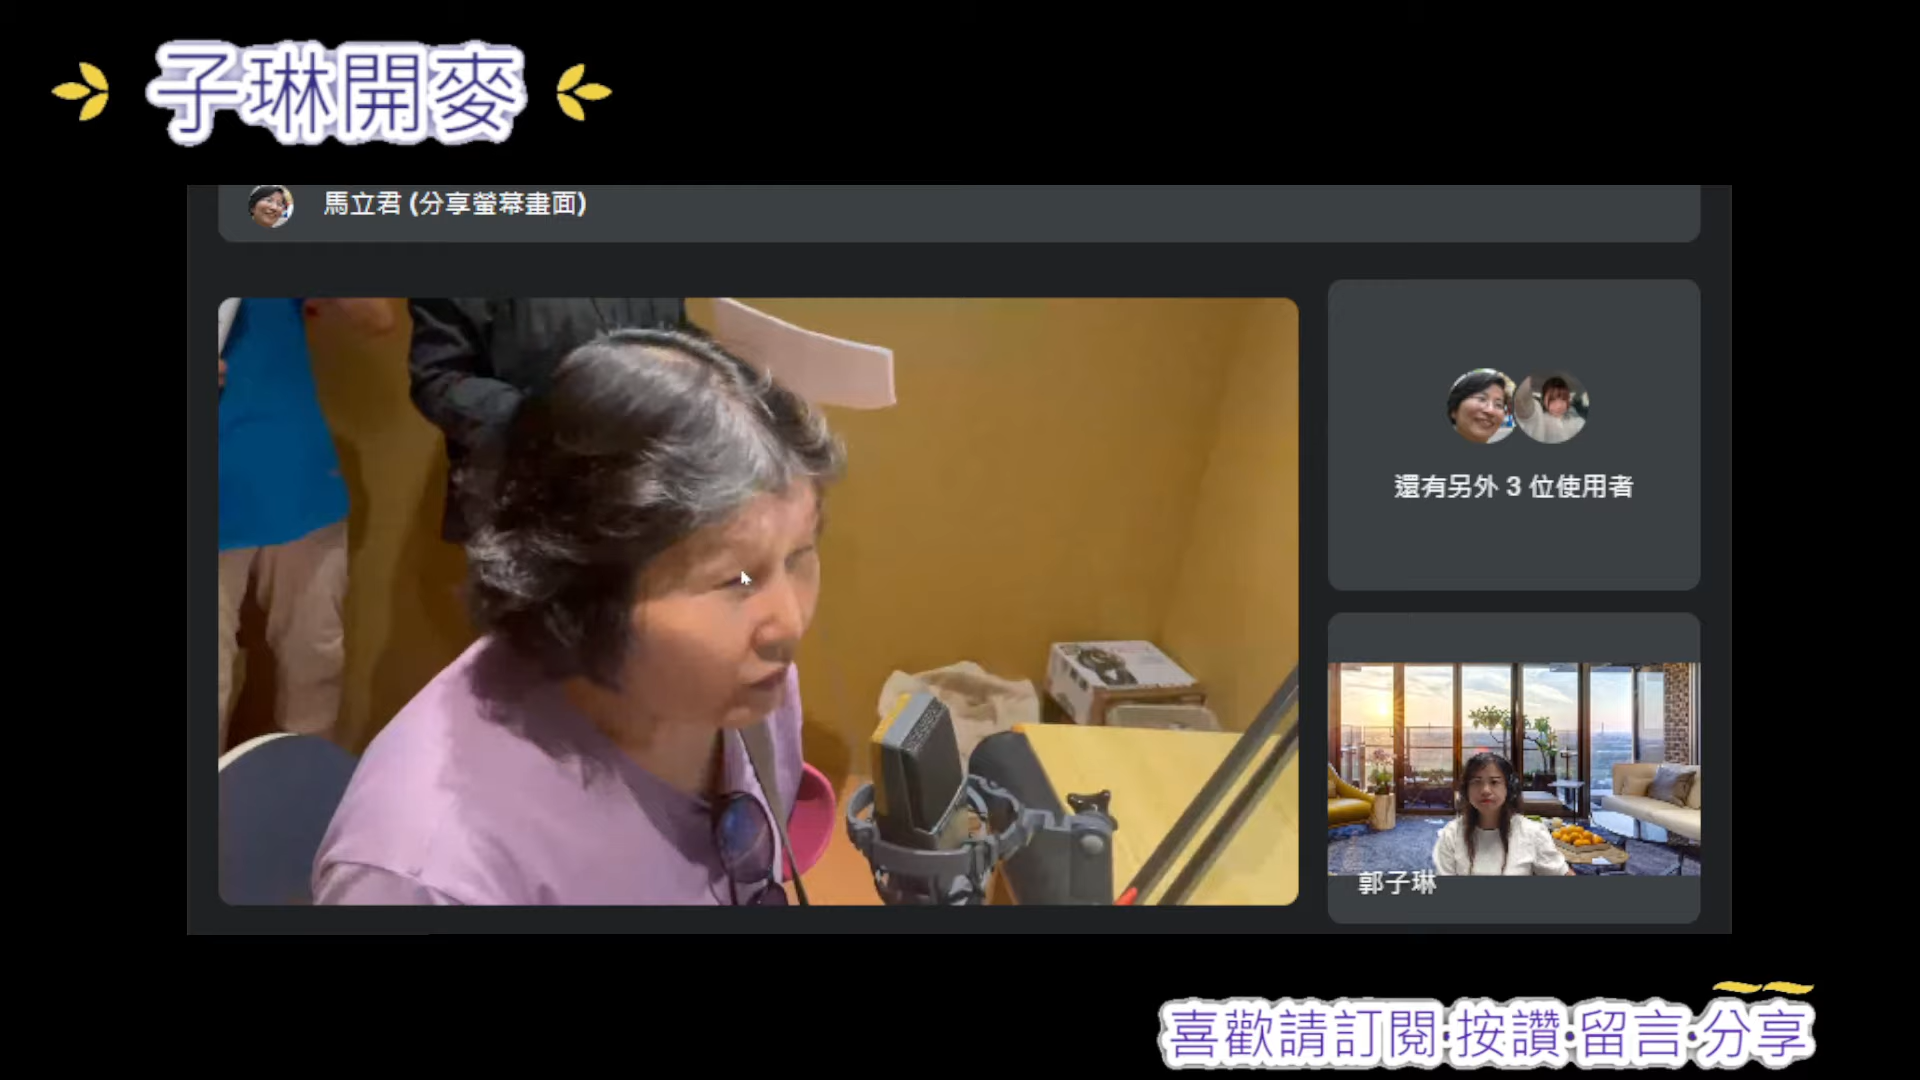 子琳開麥
馬立君 (分享螢幕畫面)
還有另外 3 位使用者
郭子琳
喜歡請訂閱·按讚·留言·分享